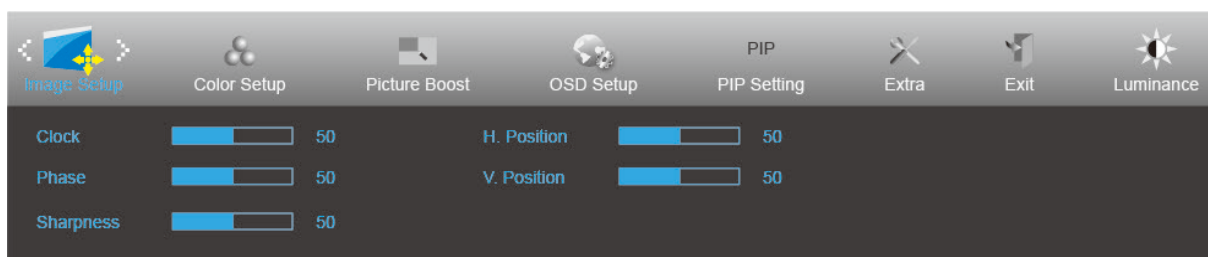 PIP
Image Setup Color Setup Picture Boost OSD Setup PIP Setting Extra Exit Luminance
Clock 50 H. Position 50
Phase 50 V. Position 50
Sharpness 50